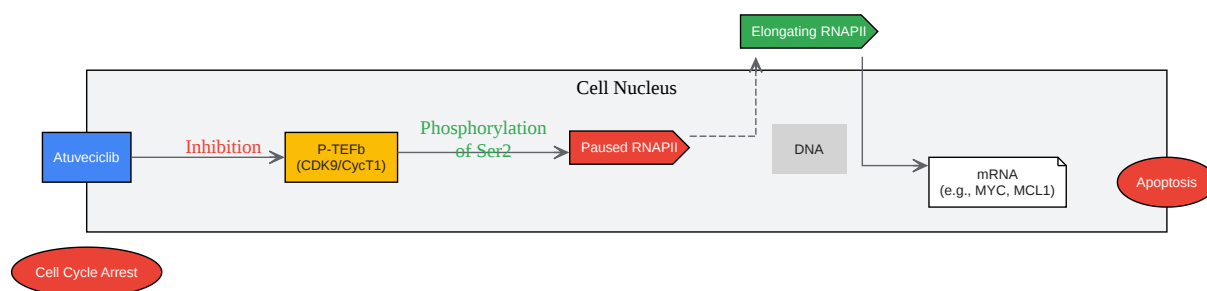 Elongating RNAPII
Cell Nucleus
Atuveciclib
Inhibition
P-TEFb
(CDK9/CycT1)
Phosphorylation
of Ser2
Paused RNAPII
DNA
mRNA
(e.g., MYC, MCL1)
Apoptosis
Cell Cycle Arrest